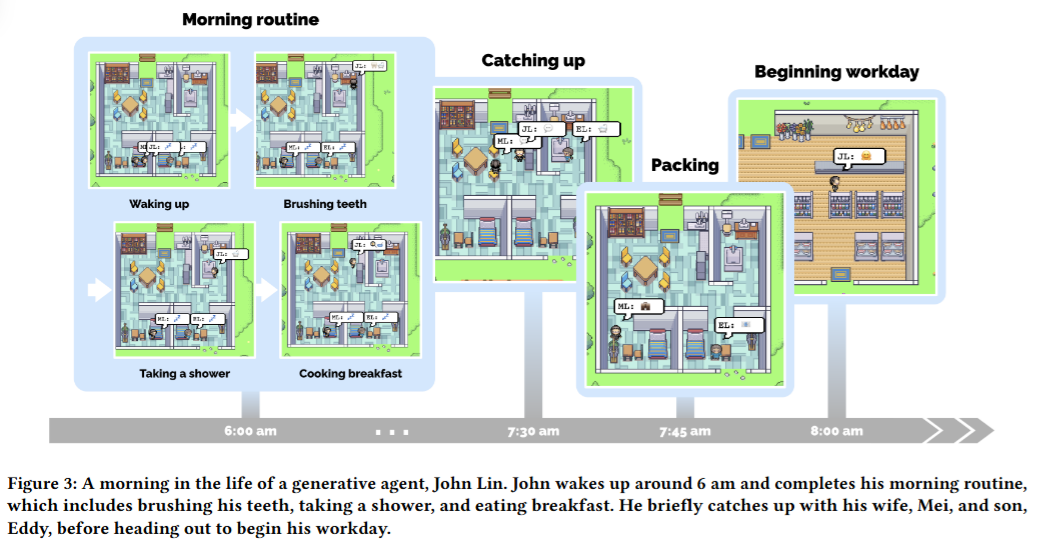 Morning routine
Catching up
Beginning workday
Packing
JL:
JL:
ML:
EL:
JL:
EL:
ML:
JL:
Waking up
Brushing teeth
JL:
JL:
ML:
EL:
ML:
EL:
ML:
EL:
Taking a shower
Cooking breakfast
6:00 am
...
7:30 am
7:45 am
8:00 am
Figure 3: A morning in the life of a generative agent, John Lin. John wakes up around 6 am and completes his morning routine,
which includes brushing his teeth, taking a shower, and eating breakfast. He briefly catches up with his wife, Mei, and son,
Eddy, before heading out to begin his workday.